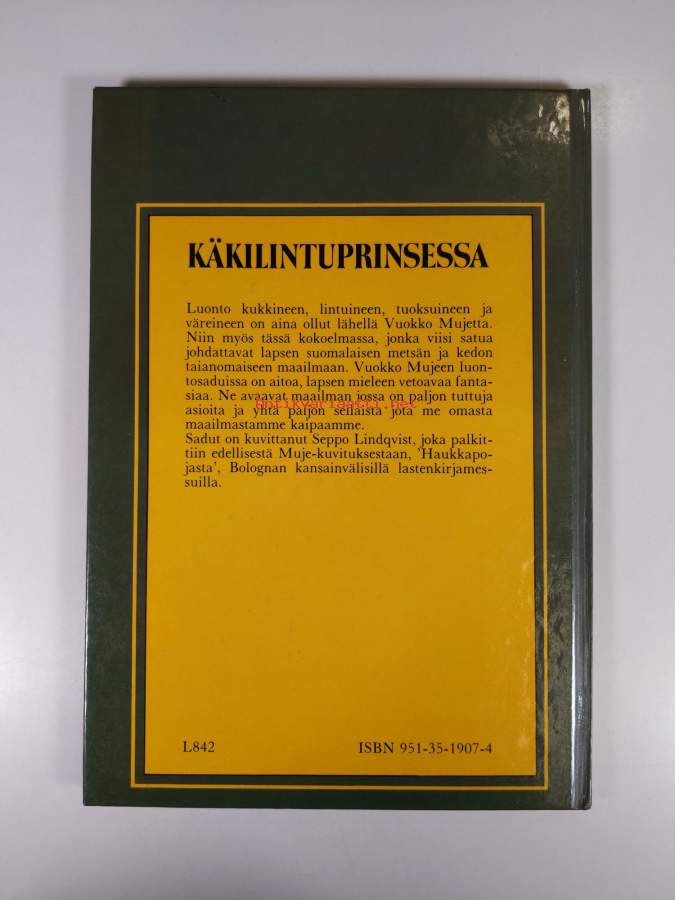 KÄKILINTUPRINSESSA
Luonto kukkineen, lintuineen, tuoksuineen ja
väreineen on aina ollut lähellä Vuokko Mujetta.
Niin myös tässä kokoelmassa, jonka viisi satua
johdattavat lapsen suomalaisen metsän ja kedon
taianomaiseen maailmaan. Vuokko Mujeen luon-
tosaduissa on aitoa, lapsen mieleen vetoavaa fanta-
siaa. Ne avaavat maailman jossa on paljon tuttuja
antikvariaatti.net
asioita ja yhtä paljon sellaista jota me omasta
maailmastamme kaipaamme.
Sadut on kuvittanut Seppo Lindqvist, joka palkit-
tiin edellisestä Muje-kuvituksestaan, 'Haukkapo-
jasta', Bolognan kansainvälisillä lastenkirjames-
suilla.
L842
ISBN 951-35-1907-4